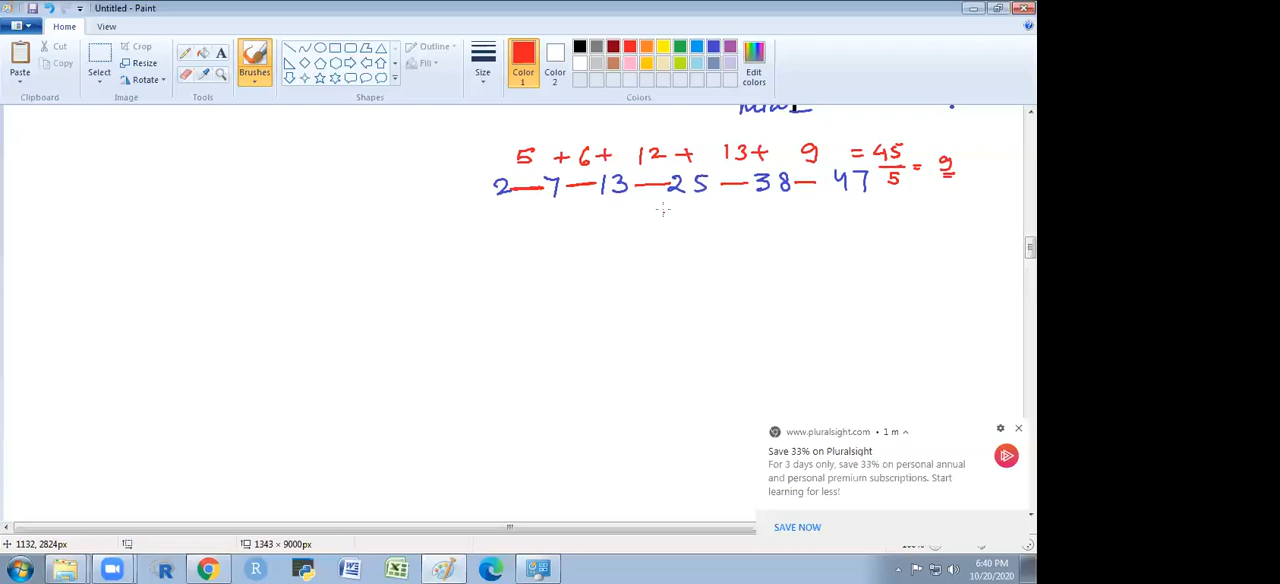 Untitled - Paint
Home View
Paste
Cut
Copy
Select
Crop
Resize
Rotate
Brushes
Outline
Fill
Size
Color
1
Color
2
Edit
colors
Clipboard
Image
Tools
Shapes
Colors
5 + 6 + 12 + 13 + 9 = 45/5 = 9
2 — 7 — 13 — 25 — 38 — 47
www.pluralsight.com • 1 m
Save 33% on Pluralsight
For 3 days only, save 33% on personal annual
and personal premium subscriptions. Start
learning for less!
SAVE NOW
1132, 2824px
1343 × 9000px
6:40 PM
10/20/2020